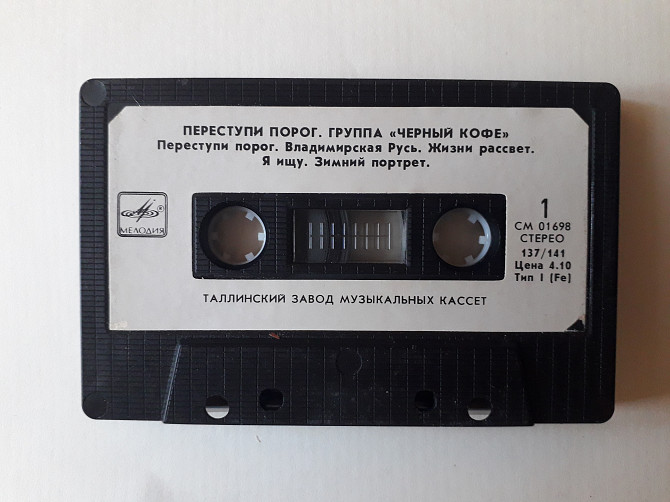 ПЕРЕСТУПИ ПОРОГ. ГРУППА «ЧЕРНЫЙ КОФЕ»
Переступи порог. Владимирская Русь. Жизни рассвет.
Я ищу. Зимний портрет.
®
МЕЛОДИЯ
1
СМ 01698
СТЕРЕО
137/141
Цена 4.10
Тип I (Fe)
ТАЛЛИНСКИЙ ЗАВОД МУЗЫКАЛЬНЫХ КАССЕТ